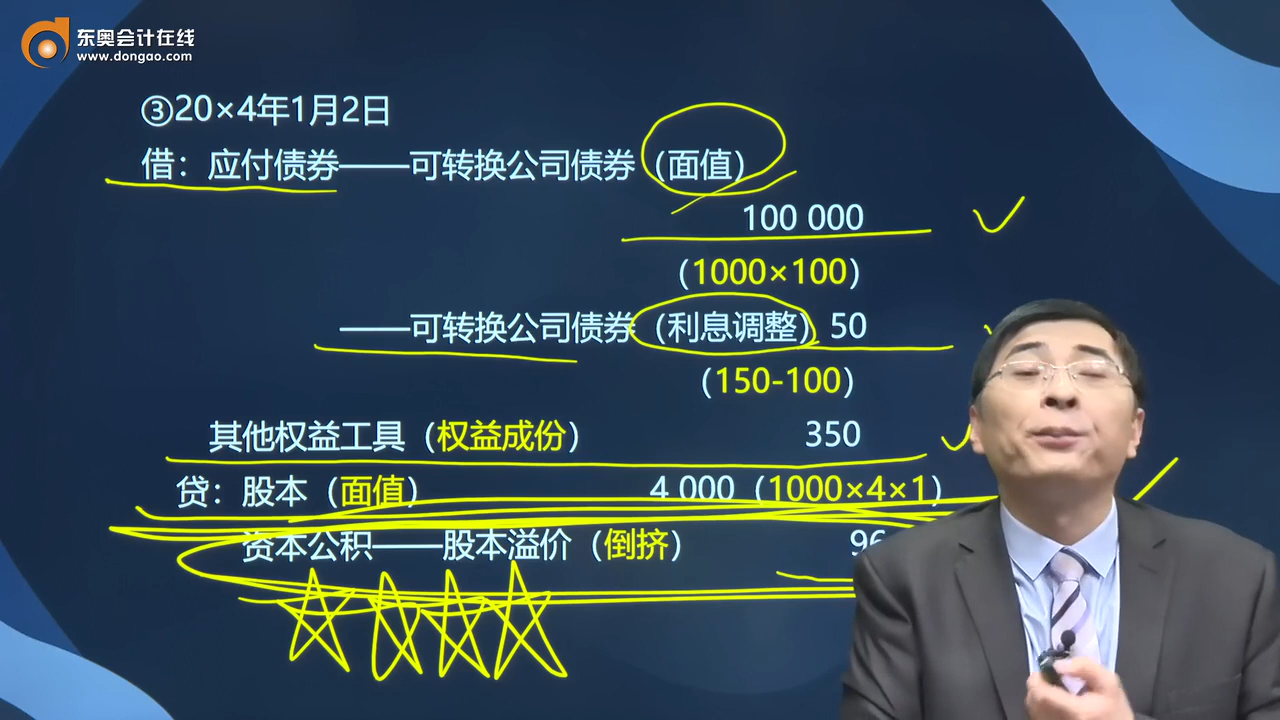 东奥会计在线
www.dongao.com
③20×4年1月2日
借：应付债券——可转换公司债券（面值）
100 000
（1000×100）
——可转换公司债券（利息调整）50
（150-100）
其他权益工具（权益成份） 350
贷：股本（面值） 4 000（1000×4×1）
资本公积——股本溢价（倒挤） 96